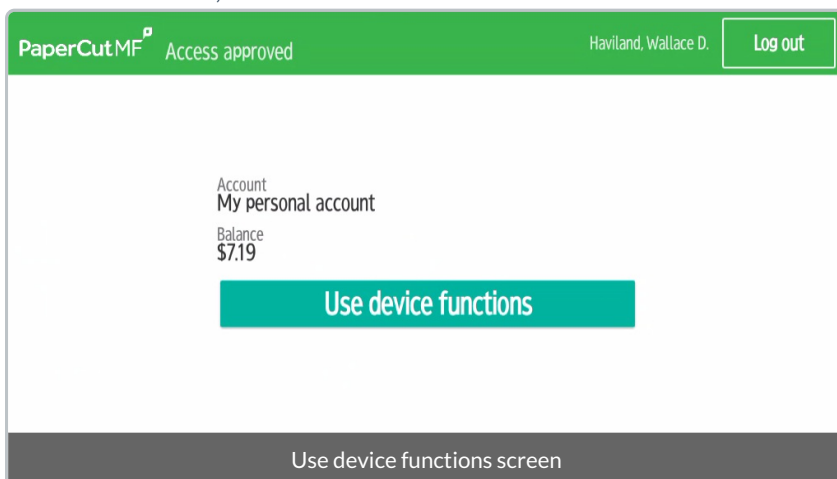 PaperCut MF Access approved Haviland, Wallace D. Log out
Account
My personal account
Balance
$7.19
Use device functions
Use device functions screen